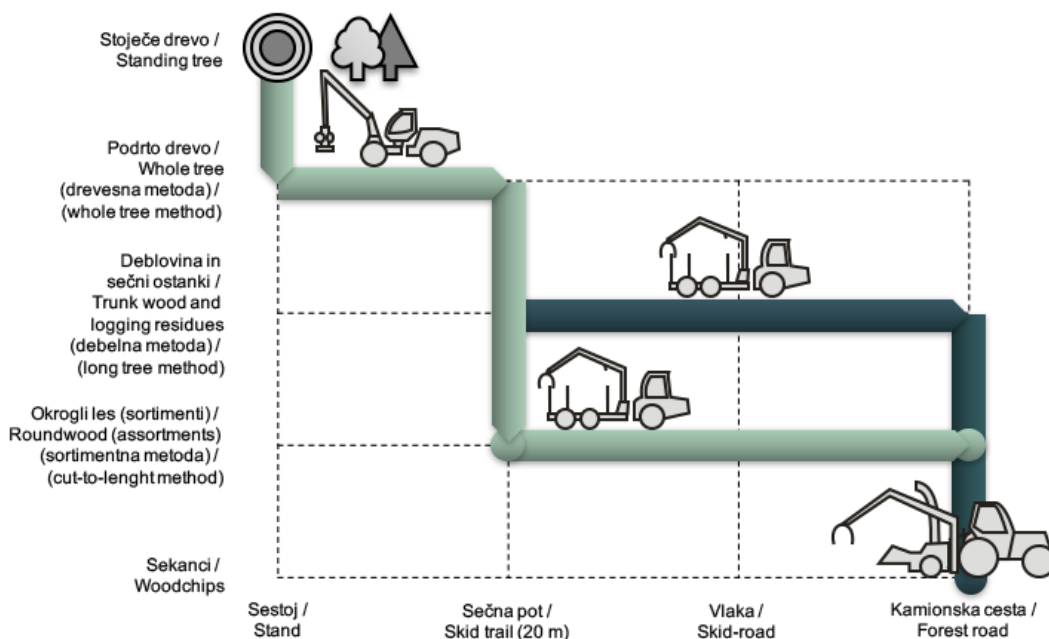 Stoječe drevo /
Standing tree
Podrto drevo /
Whole tree
(drevesna metoda) /
(whole tree method)
Deblovina in
sečni ostanki /
Trunk wood and
logging residues
(debelna metoda) /
(long tree method)
Okrogli les (sortimenti) /
Roundwood (assortments)
(sortimentna metoda) /
(cut-to-lenght method)
Sekanci /
Woodchips
Sestoj /
Stand
Sečna pot /
Skid trail (20 m)
Vlaka /
Skid-road
Kamionska cesta /
Forest road